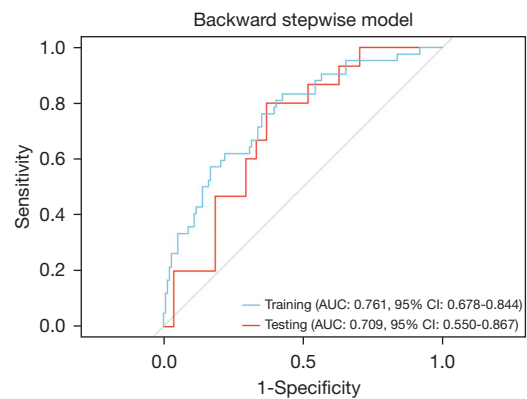 Backward stepwise model
Sensitivity
1.0
0.8
0.6
0.4
0.2
0.0
Training (AUC: 0.761, 95% CI: 0.678-0.844)
Testing (AUC: 0.709, 95% CI: 0.550-0.867)
0.0 0.5 1.0
1-Specificity